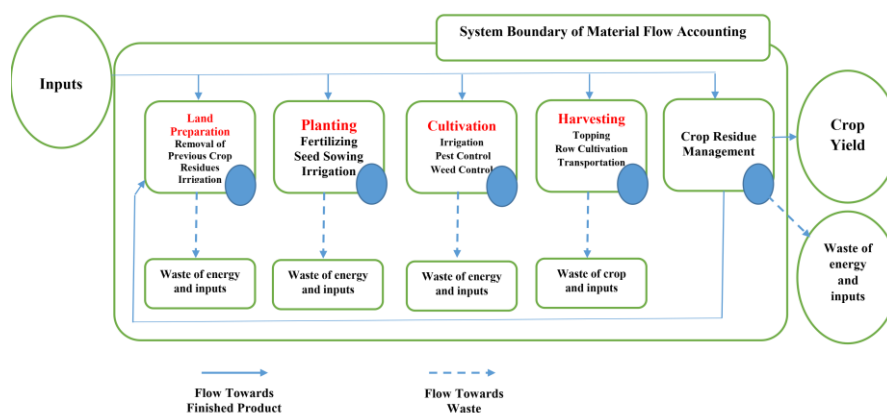 System Boundary of Material Flow Accounting
Inputs
Land
Preparation
Removal of
Previous Crop
Residues
Irrigation
Planting
Fertilizing
Seed Sowing
Irrigation
Cultivation
Irrigation
Pest Control
Weed Control
Harvesting
Topping
Row Cultivation
Transportation
Crop Residue
Management
Crop
Yield
Waste of energy
and inputs
Waste of energy
and inputs
Waste of energy
and inputs
Waste of crop
and inputs
Waste of
energy
and
inputs
Flow Towards
Finished Product
Flow Towards
Waste